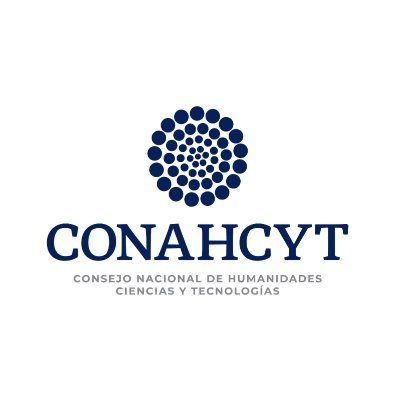 CONAHCYT
CONSEJO NACIONAL DE HUMANIDADES
CIENCIAS Y TECNOLOGÍAS